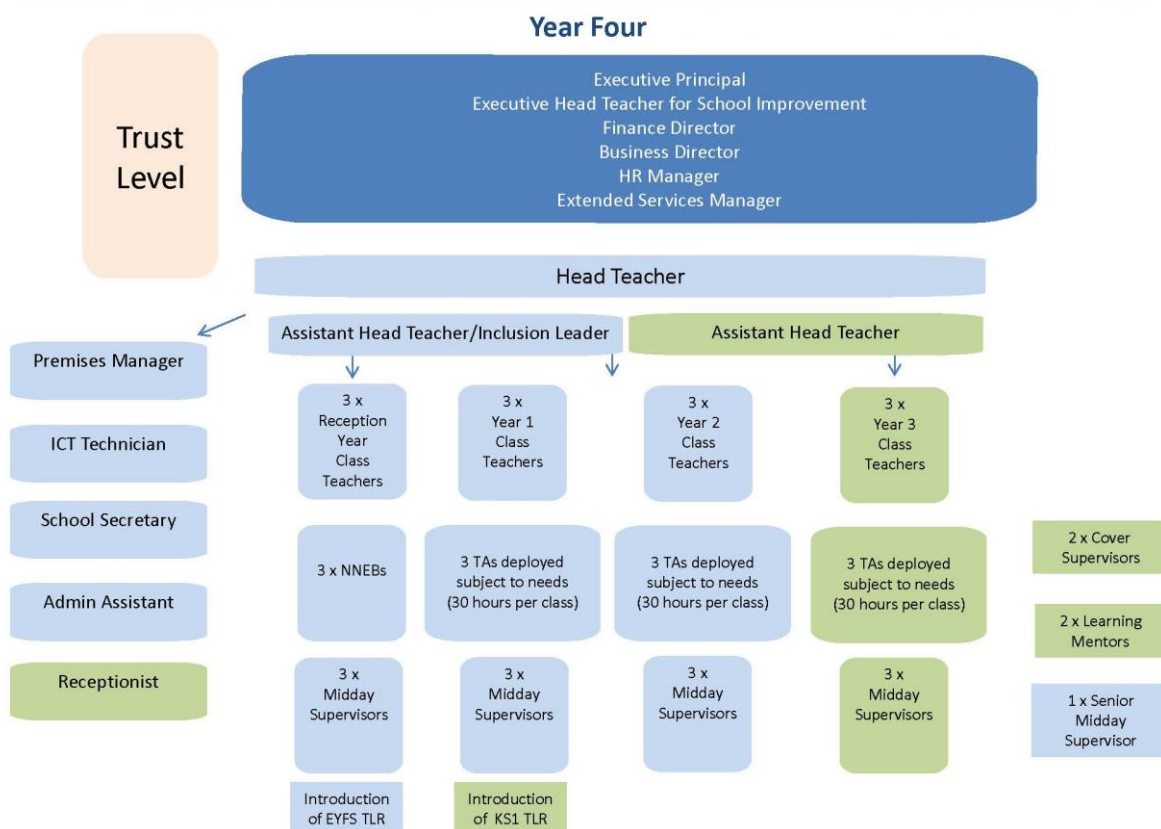 Year Four
Trust
Level
Executive Principal
Executive Head Teacher for School Improvement
Finance Director
Business Director
HR Manager
Extended Services Manager
Head Teacher
Assistant Head Teacher/Inclusion Leader
Assistant Head Teacher
Premises Manager
ICT Technician
School Secretary
Admin Assistant
Receptionist
3 x
Reception
Year
Class
Teachers
3 x
Year 1
Class
Teachers
3 x
Year 2
Class
Teachers
3 x
Year 3
Class
Teachers
3 x NNEBs
3 TAs deployed
subject to needs
(30 hours per class)
3 TAs deployed
subject to needs
(30 hours per class)
3 TAs deployed
subject to needs
(30 hours per class)
3 x
Midday
Supervisors
3 x
Midday
Supervisors
3 x
Midday
Supervisors
3 x
Midday
Supervisors
2 x Cover
Supervisors
2 x Learning
Mentors
1 x Senior
Midday
Supervisor
Introduction
of EYFS TLR
Introduction
of KS1 TLR